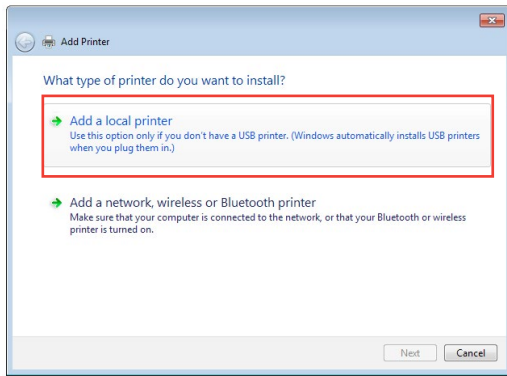 Add Printer
What type of printer do you want to install?
Add a local printer
Use this option only if you don't have a USB printer. (Windows automatically installs USB printers
when you plug them in.)
Add a network, wireless or Bluetooth printer
Make sure that your computer is connected to the network, or that your Bluetooth or wireless
printer is turned on.
Next Cancel